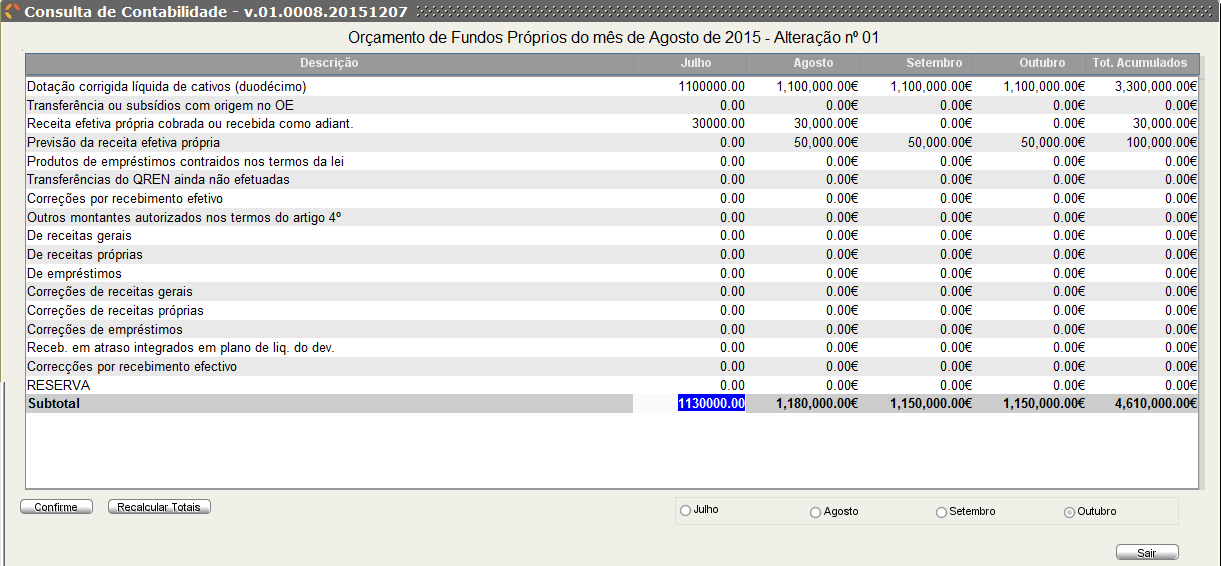 Consulta de Contabilidade - v.01.0008.20151207
Orçamento de Fundos Próprios do mês de Agosto de 2015 - Alteração nº 01
Descrição Julho Agosto Setembro Outubro Tot. Acumulados
Dotação corrigida líquida de cativos (duodécimo) 1100000.00 1,100,000.00€ 1,100,000.00€ 1,100,000.00€ 3,300,000.00€
Transferência ou subsídios com origem no OE 0.00 0.00€ 0.00€ 0.00€ 0.00€
Receita efetiva própria cobrada ou recebida como adiant. 30000.00 30,000.00€ 0.00€ 0.00€ 30,000.00€
Previsão da receita efetiva própria 0.00 50,000.00€ 50,000.00€ 50,000.00€ 100,000.00€
Produtos de empréstimos contraidos nos termos da lei 0.00 0.00€ 0.00€ 0.00€ 0.00€
Transferências do QREN ainda não efetuadas 0.00 0.00€ 0.00€ 0.00€ 0.00€
Correções por recebimento efetivo 0.00 0.00€ 0.00€ 0.00€ 0.00€
Outros montantes autorizados nos termos do artigo 4º 0.00 0.00€ 0.00€ 0.00€ 0.00€
De receitas gerais 0.00 0.00€ 0.00€ 0.00€ 0.00€
De receitas próprias 0.00 0.00€ 0.00€ 0.00€ 0.00€
De empréstimos 0.00 0.00€ 0.00€ 0.00€ 0.00€
Correções de receitas gerais 0.00 0.00€ 0.00€ 0.00€ 0.00€
Correções de receitas próprias 0.00 0.00€ 0.00€ 0.00€ 0.00€
Correções de empréstimos 0.00 0.00€ 0.00€ 0.00€ 0.00€
Receb. em atraso integrados em plano de liq. do dev. 0.00 0.00€ 0.00€ 0.00€ 0.00€
Correcções por recebimento efectivo 0.00 0.00€ 0.00€ 0.00€ 0.00€
RESERVA 0.00 0.00€ 0.00€ 0.00€ 0.00€
Subtotal 1130000.00 1,180,000.00€ 1,150,000.00€ 1,150,000.00€ 4,610,000.00€
Confirme Recalcular Totais Julho Agosto Setembro Outubro
Sair